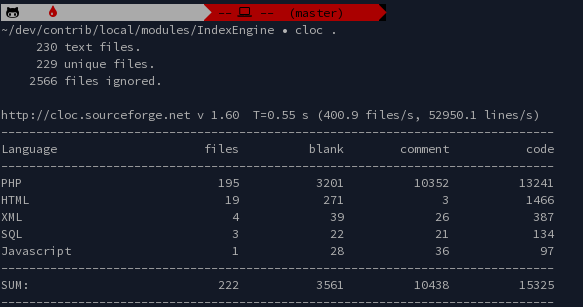 -- -- (master)
~/dev/contrib/local/modules/IndexEngine • cloc .
230 text files.
229 unique files.
2566 files ignored.
http://cloc.sourceforge.net v 1.60 T=0.55 s (400.9 files/s, 52950.1 lines/s)
-------------------------------------------------------------------------------
Language files blank comment code
-------------------------------------------------------------------------------
PHP 195 3201 10352 13241
HTML 19 271 3 1466
XML 4 39 26 387
SQL 3 22 21 134
Javascript 1 28 36 97
-------------------------------------------------------------------------------
SUM: 222 3561 10438 15325
-------------------------------------------------------------------------------